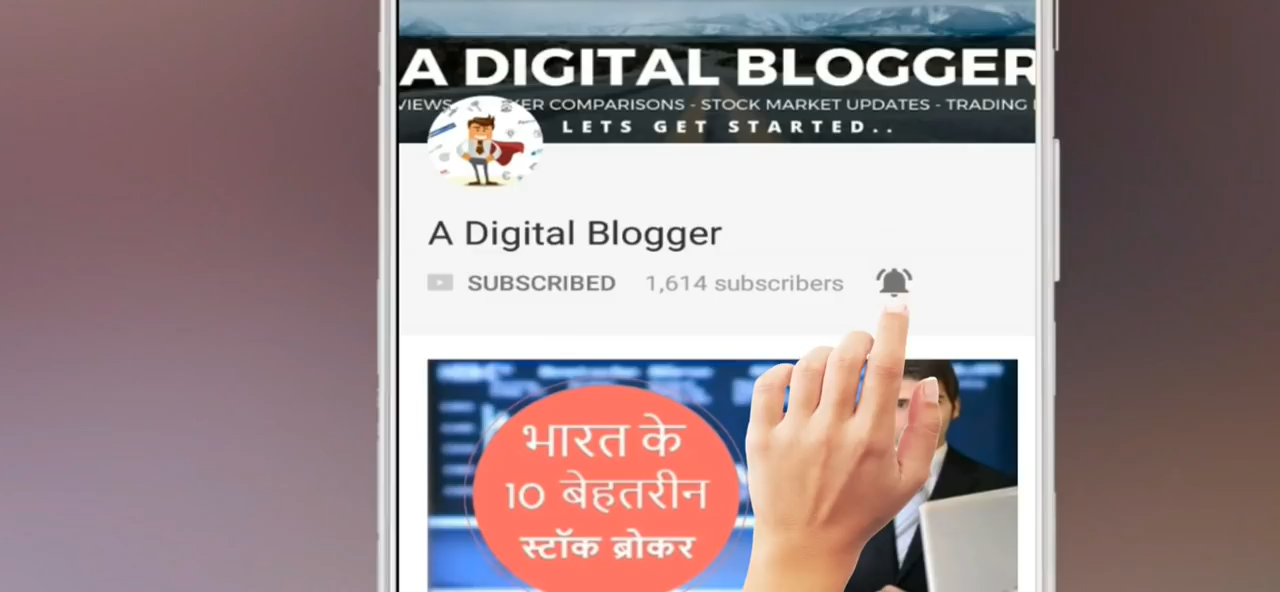 A DIGITAL BLOGGER
VIEWS COMPARISONS - STOCK MARKET UPDATES - TRADING
LETS GET STARTED..
A Digital Blogger
SUBSCRIBED 1,614 subscribers
भारत के
10 बेहतरीन
स्टॉक ब्रोकर